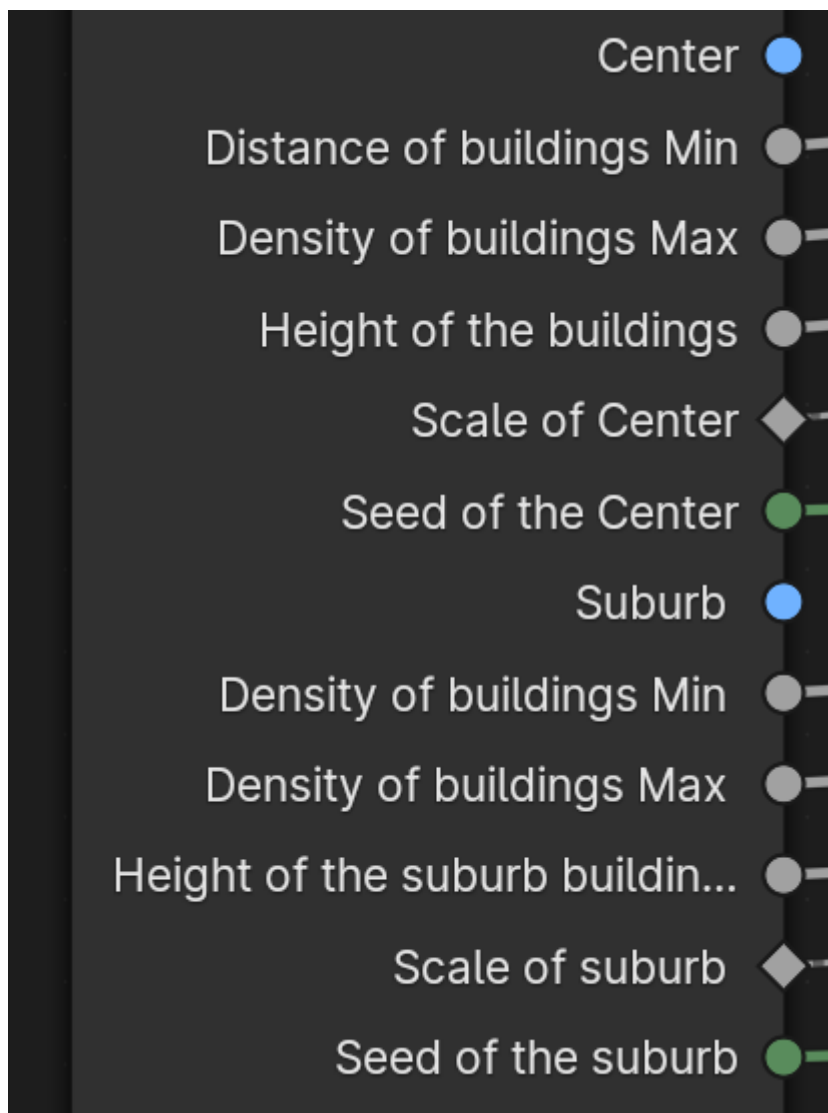 Center
Distance of buildings Min
Density of buildings Max
Height of the buildings
Scale of Center
Seed of the Center
Suburb
Density of buildings Min
Density of buildings Max
Height of the suburb buildin...
Scale of suburb
Seed of the suburb